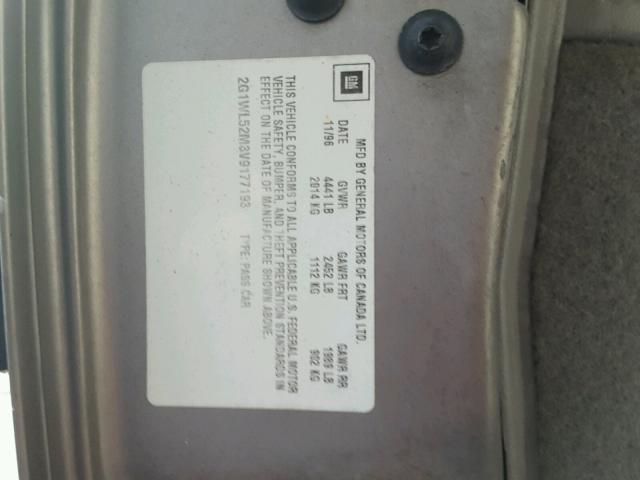 GM
MFD BY GENERAL MOTORS OF CANADA LTD.
DATE GVWR GAWR FRT GAWR RR
11/96 4441 LB 2452 LB 1989 LB
2014 KG 1112 KG 902 KG
THIS VEHICLE CONFORMS TO ALL APPLICABLE U.S. FEDERAL MOTOR
VEHICLE SAFETY, BUMPER, AND THEFT PREVENTION STANDARDS IN
EFFECT ON THE DATE OF MANUFACTURE SHOWN ABOVE.
2G1WL52M3V9177193 TYPE: PASS CAR